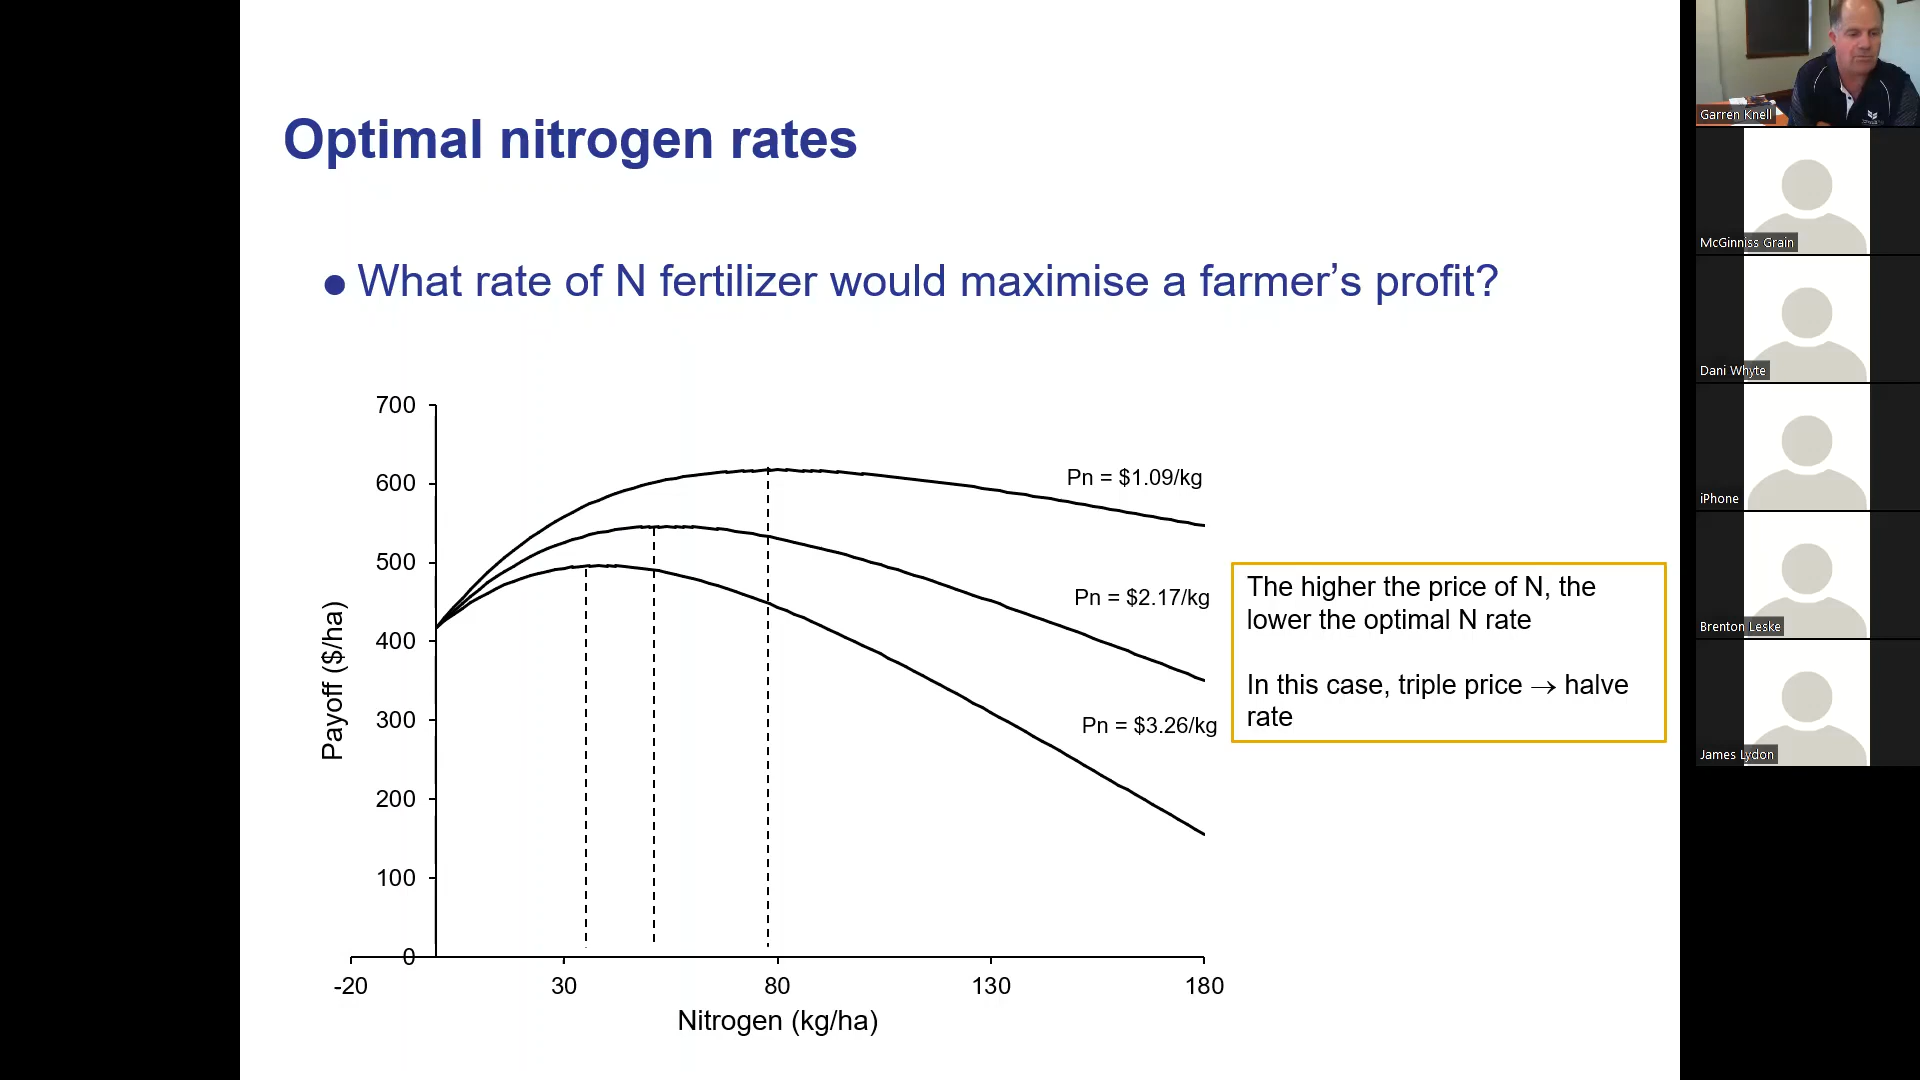 Optimal nitrogen rates
● What rate of N fertilizer would maximise a farmer’s profit?
700
600
500
400
300
200
100
0
Payoff ($/ha)
-20
30
80
130
180
Nitrogen (kg/ha)
Pn = $1.09/kg
Pn = $2.17/kg
Pn = $3.26/kg
The higher the price of N, the
lower the optimal N rate
In this case, triple price → halve
rate
Garren Knell
McGinniss Grain
Dani Whyte
iPhone
Brenton Leske
James Lydon